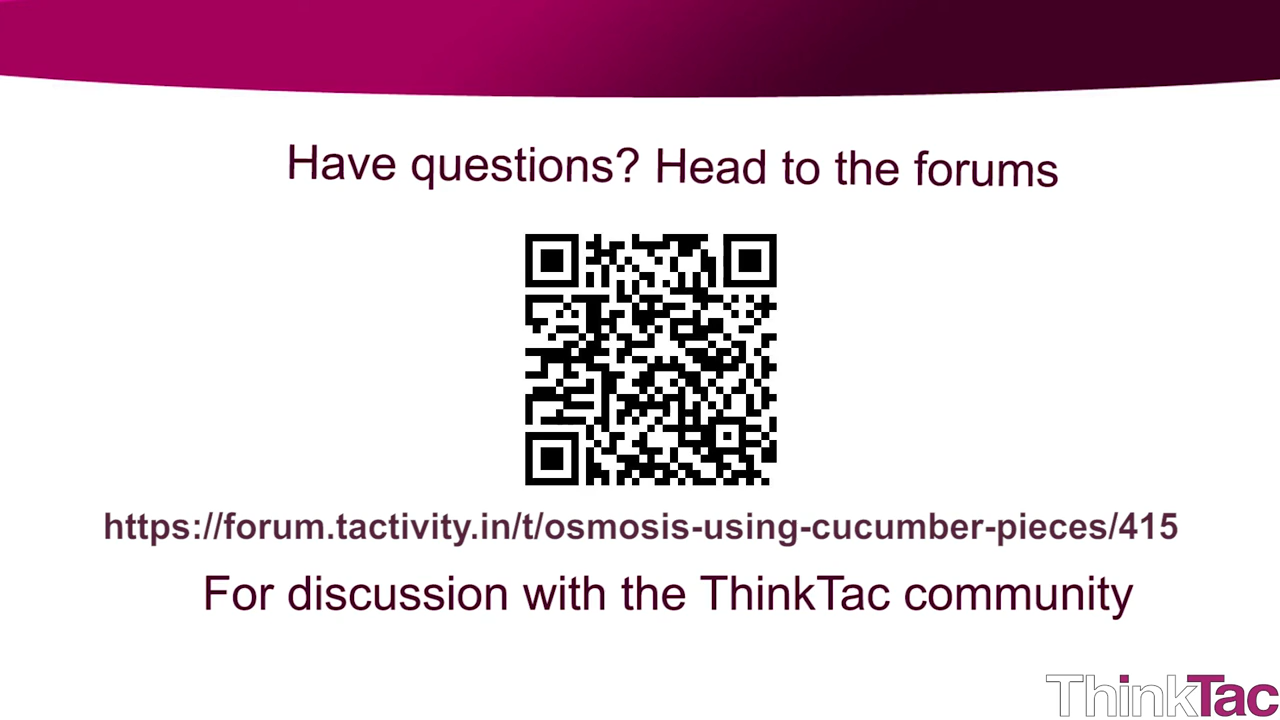 Have questions? Head to the forums
https://forum.tactivity.in/t/osmosis-using-cucumber-pieces/415
For discussion with the ThinkTac community
ThinkTac